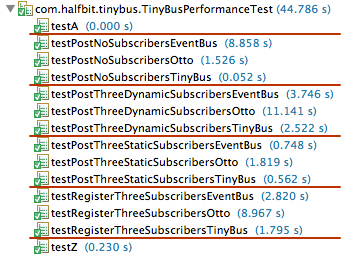 com.halfbit.tinybus.TinyBusPerformanceTest (44.786 s)
testA (0.000 s)
testPostNoSubscribersEventBus (8.858 s)
testPostNoSubscribersOtto (1.526 s)
testPostNoSubscribersTinyBus (0.052 s)
testPostThreeDynamicSubscribersEventBus (3.746 s)
testPostThreeDynamicSubscribersOtto (11.141 s)
testPostThreeDynamicSubscribersTinyBus (2.522 s)
testPostThreeStaticSubscribersEventBus (0.748 s)
testPostThreeStaticSubscribersOtto (1.819 s)
testPostThreeStaticSubscribersTinyBus (0.562 s)
testRegisterThreeSubscribersEventBus (2.820 s)
testRegisterThreeSubscribersOtto (8.967 s)
testRegisterThreeSubscribersTinyBus (1.795 s)
testZ (0.230 s)